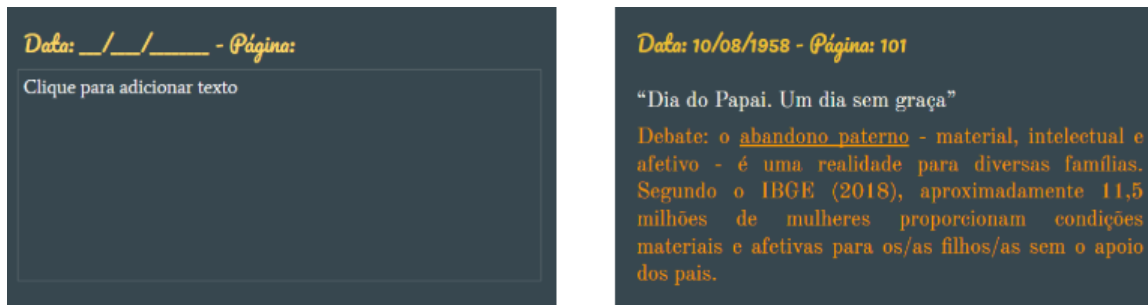 Data: __/__/_____ - Página:
Clique para adicionar texto
Data: 10/08/1958 - Página: 101
“Dia do Papai. Um dia sem graça”
Debate: o abandono paterno - material, intelectual e
afetivo - é uma realidade para diversas famílias.
Segundo o IBGE (2018), aproximadamente 11,5
milhões de mulheres proporcionam condições
materiais e afetivas para os/as filhos/as sem o apoio
dos pais.